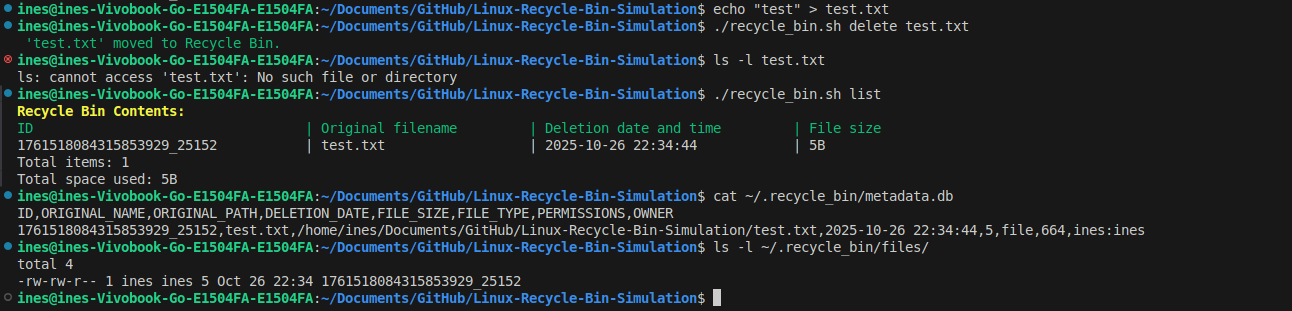 ines@ines-Vivobook-Go-E1504FA-E1504FA:~/Documents/GitHub/Linux-Recycle-Bin-Simulation$ echo "test" > test.txt
ines@ines-Vivobook-Go-E1504FA-E1504FA:~/Documents/GitHub/Linux-Recycle-Bin-Simulation$ ./recycle_bin.sh delete test.txt
'test.txt' moved to Recycle Bin.
ines@ines-Vivobook-Go-E1504FA-E1504FA:~/Documents/GitHub/Linux-Recycle-Bin-Simulation$ ls -l test.txt
ls: cannot access 'test.txt': No such file or directory
ines@ines-Vivobook-Go-E1504FA-E1504FA:~/Documents/GitHub/Linux-Recycle-Bin-Simulation$ ./recycle_bin.sh list
Recycle Bin Contents:
ID | Original filename | Deletion date and time | File size
1761518084315853929_25152 | test.txt | 2025-10-26 22:34:44 | 5B
Total items: 1
Total space used: 5B
ines@ines-Vivobook-Go-E1504FA-E1504FA:~/Documents/GitHub/Linux-Recycle-Bin-Simulation$ cat ~/.recycle_bin/metadata.db
ID,ORIGINAL_NAME,ORIGINAL_PATH,DELETION_DATE,FILE_SIZE,FILE_TYPE,PERMISSIONS,OWNER
1761518084315853929_25152,test.txt,/home/ines/Documents/GitHub/Linux-Recycle-Bin-Simulation/test.txt,2025-10-26 22:34:44,5,file,664,ines:ines
ines@ines-Vivobook-Go-E1504FA-E1504FA:~/Documents/GitHub/Linux-Recycle-Bin-Simulation$ ls -l ~/.recycle_bin/files/
total 4
-rw-rw-r-- 1 ines ines 5 Oct 26 22:34 1761518084315853929_25152
ines@ines-Vivobook-Go-E1504FA-E1504FA:~/Documents/GitHub/Linux-Recycle-Bin-Simulation$